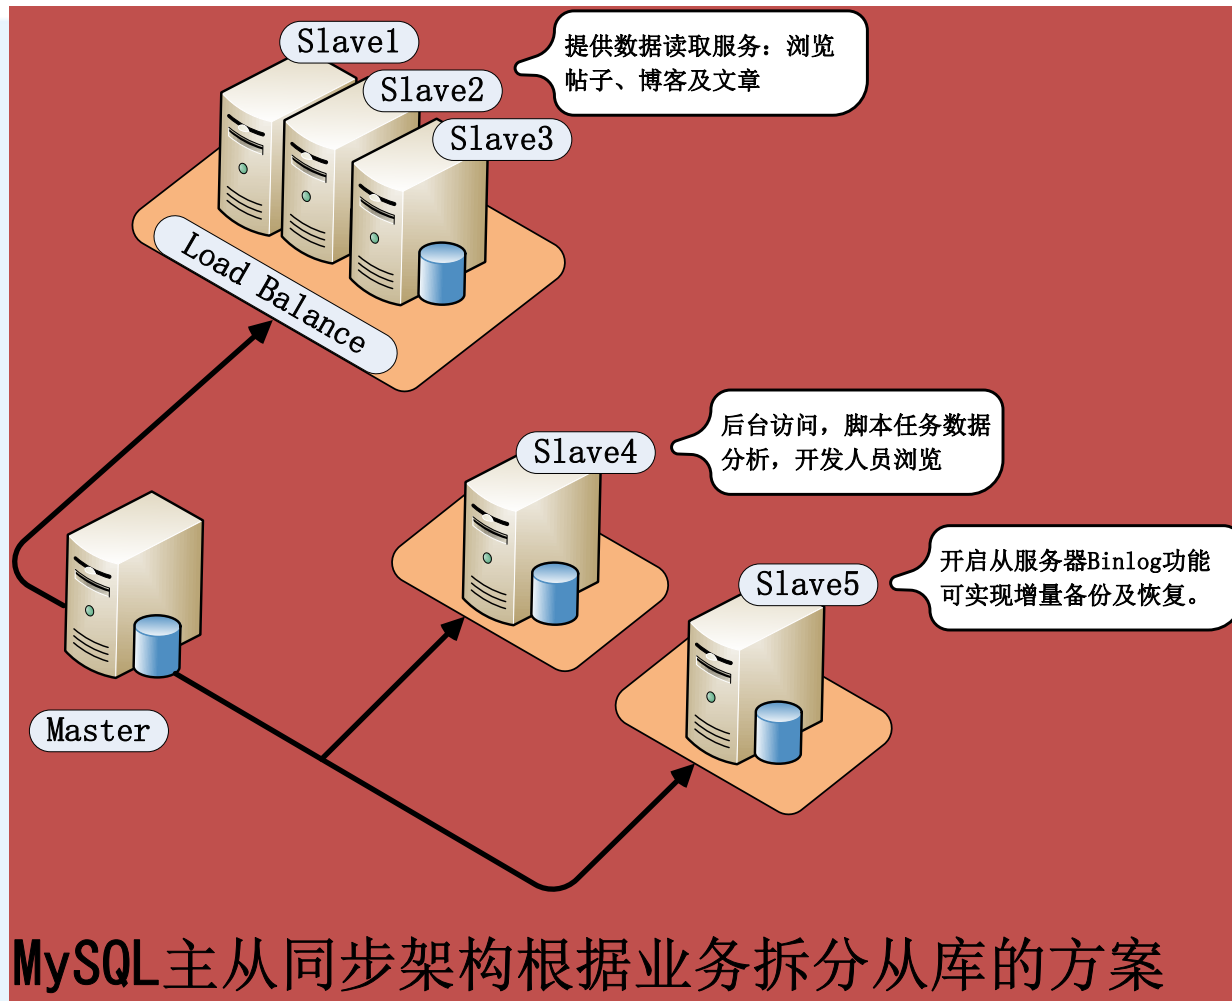 Slave1
Slave2
Slave3
提供数据读取服务：浏览
帖子、博客及文章
Load Balance
Slave4
后台访问，脚本任务数据
分析，开发人员浏览
Slave5
开启从服务器Binlog功能
可实现增量备份及恢复。
Master
MySQL主从同步架构根据业务拆分从库的方案